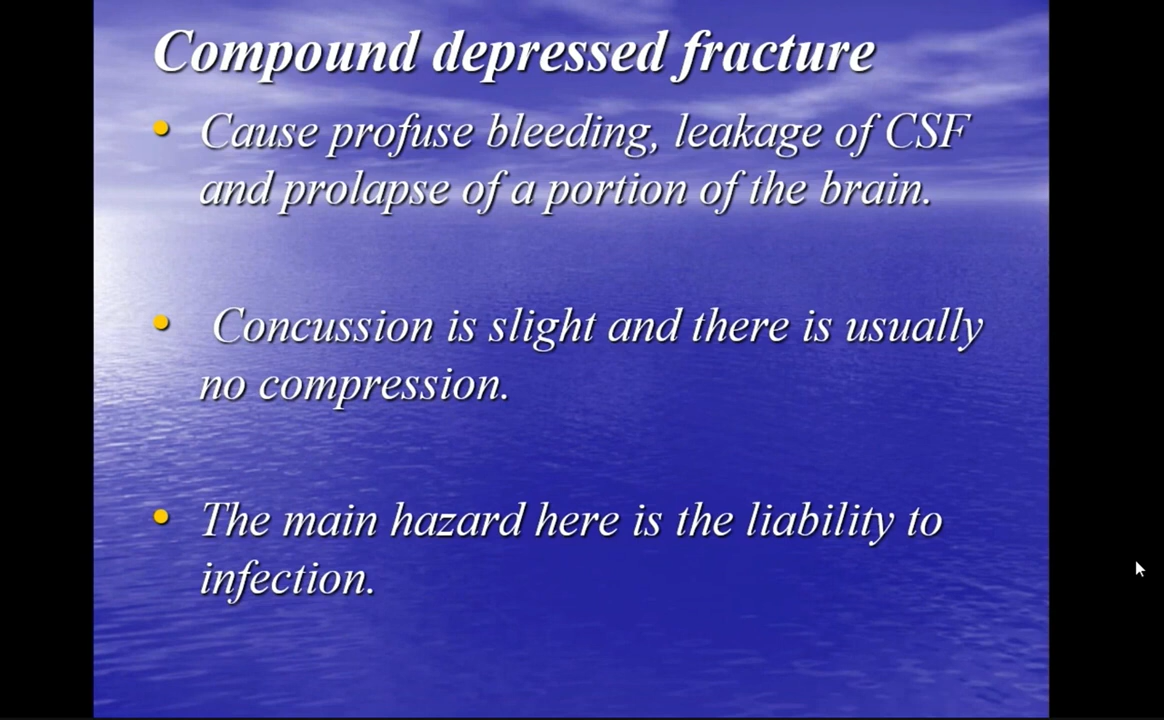 Compound depressed fracture
• Cause profuse bleeding, leakage of CSF
and prolapse of a portion of the brain.
• Concussion is slight and there is usually
no compression.
• The main hazard here is the liability to
infection.